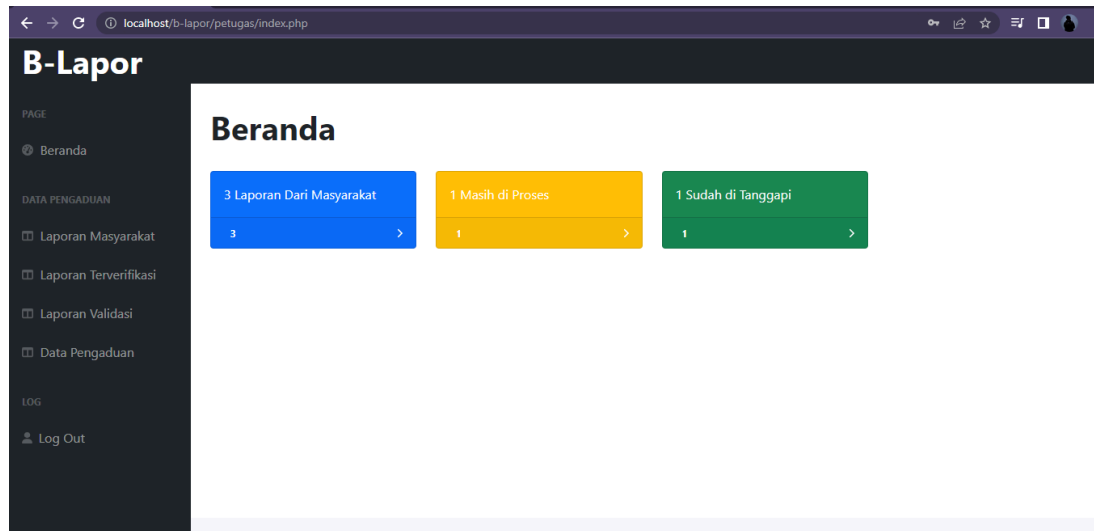 localhost/b-lapor/petugas/index.php
B-Lapor
PAGE
Beranda
DATA PENGADUAN
Laporan Masyarakat
Laporan Terverifikasi
Laporan Validasi
Data Pengaduan
LOG
Log Out
Beranda
3 Laporan Dari Masyarakat
3
1 Masih di Proses
1
1 Sudah di Tanggapi
1